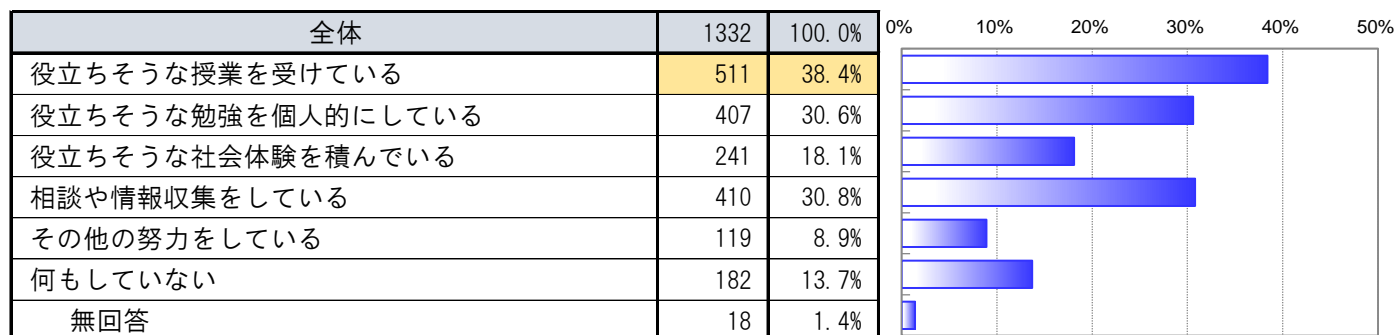 全体 1332 100.0% 0% 10% 20% 30% 40% 50%
役立ちそうな授業を受けている 511 38.4%
役立ちそうな勉強を個人的にしている 407 30.6%
役立ちそうな社会体験を積んでいる 241 18.1%
相談や情報収集をしている 410 30.8%
その他の努力をしている 119 8.9%
何もしていない 182 13.7%
無回答 18 1.4%